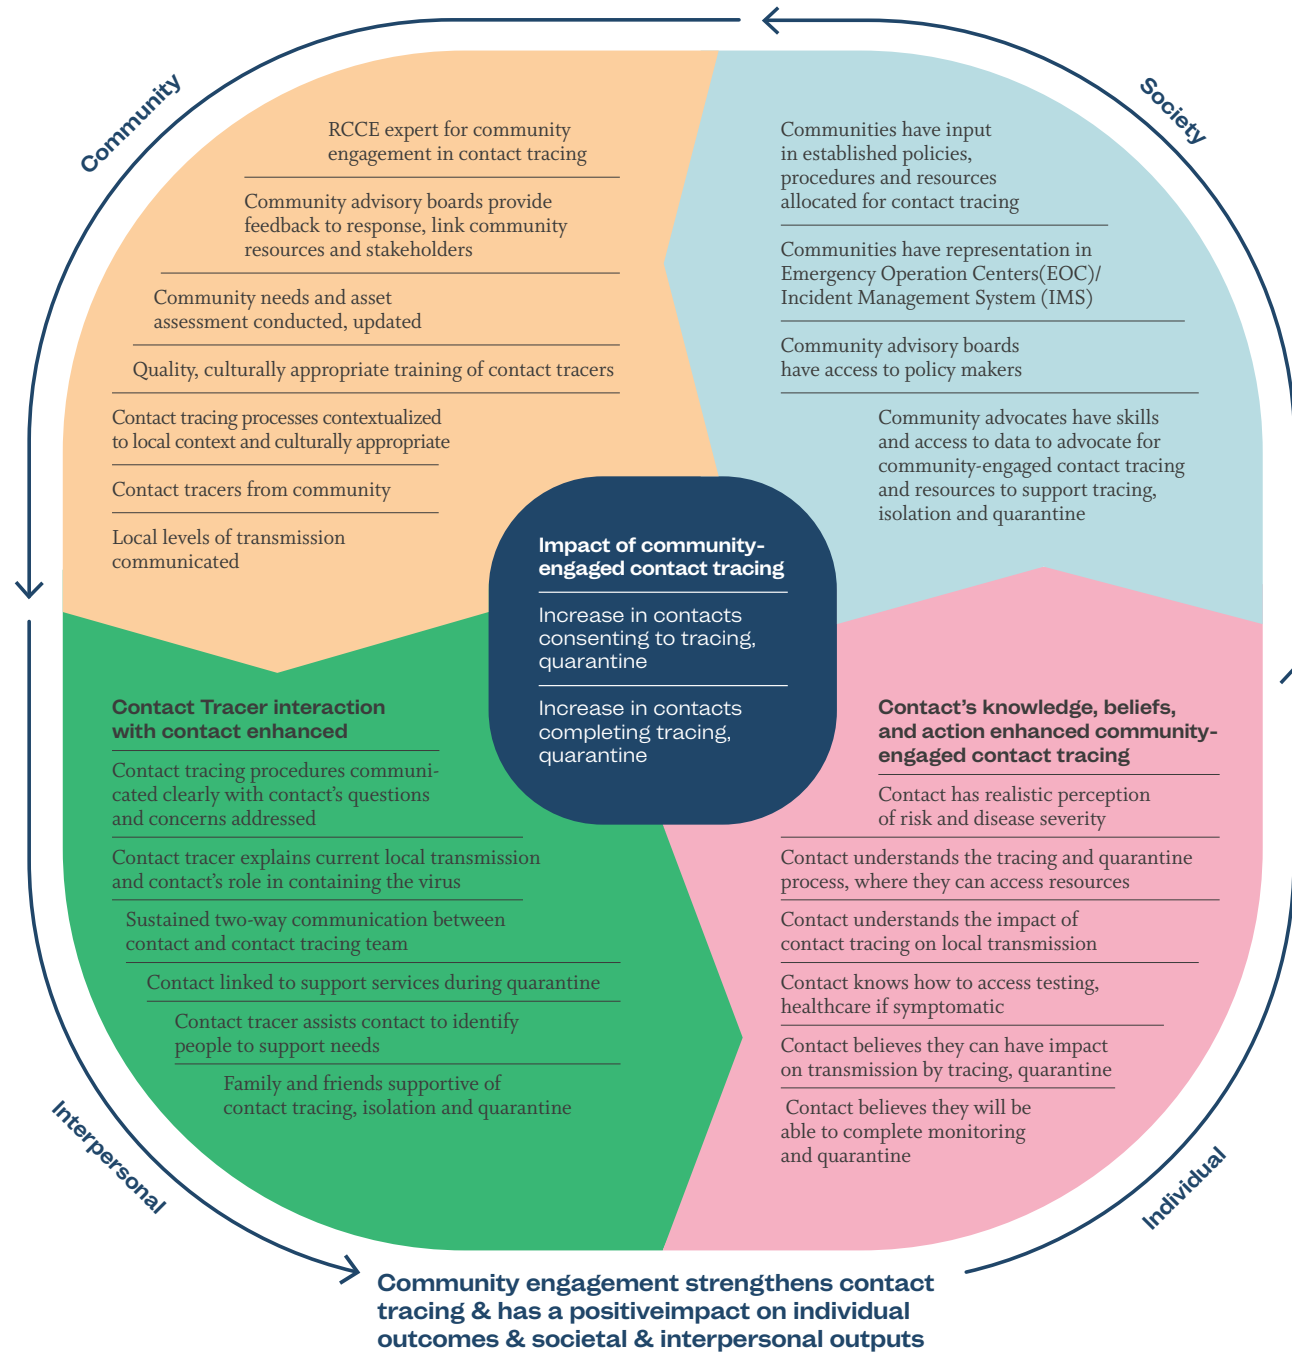 Community
RCCE expert for community
engagement in contact tracing
Community advisory boards provide
feedback to response, link community
resources and stakeholders
Community needs and asset
assessment conducted, updated
Quality, culturally appropriate training of contact tracers
Contact tracing processes contextualized
to local context and culturally appropriate
Contact tracers from community
Local levels of transmission
communicated
Society
Communities have input
in established policies,
procedures and resources
allocated for contact tracing
Communities have representation in
Emergency Operation Centers(EOC)/
Incident Management System (IMS)
Community advisory boards
have access to policy makers
Community advocates have skills
and access to data to advocate for
community-engaged contact tracing
and resources to support tracing,
isolation and quarantine
Impact of community-
engaged contact tracing
Increase in contacts
consenting to tracing,
quarantine
Increase in contacts
completing tracing,
quarantine
Contact Tracer interaction
with contact enhanced
Contact tracing procedures communi-
cated clearly with contact’s questions
and concerns addressed
Contact tracer explains current local transmission
and contact’s role in containing the virus
Sustained two-way communication between
contact and contact tracing team
Contact linked to support services during quarantine
Contact tracer assists contact to identify
people to support needs
Family and friends supportive of
contact tracing, isolation and quarantine
Interpersonal
Contact’s knowledge, beliefs,
and action enhanced community-
engaged contact tracing
Contact has realistic perception
of risk and disease severity
Contact understands the tracing and quarantine
process, where they can access resources
Contact understands the impact of
contact tracing on local transmission
Contact knows how to access testing,
healthcare if symptomatic
Contact believes they can have impact
on transmission by tracing, quarantine
Contact believes they will be
able to complete monitoring
and quarantine
Individual
Community engagement strengthens contact
tracing & has a positiveimpact on individual
outcomes & societal & interpersonal outputs